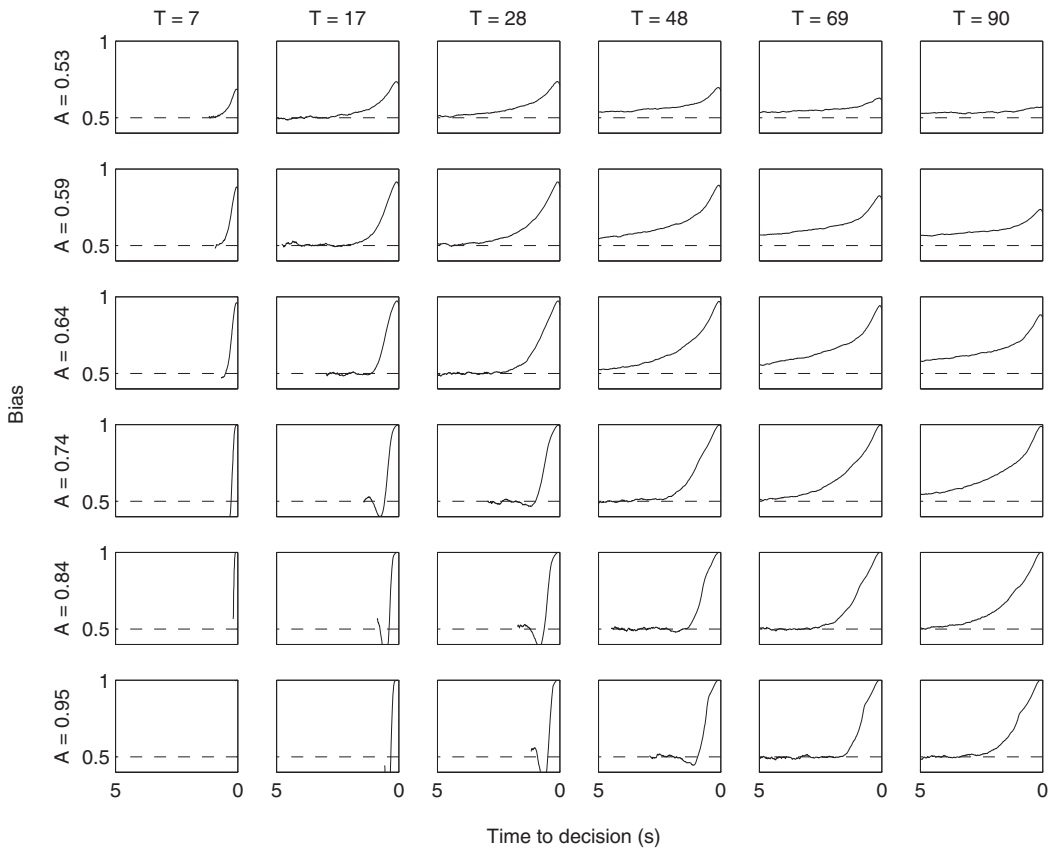 T = 7 T = 17 T = 28 T = 48 T = 69 T = 90
A = 0.53
1
0.5
A = 0.59
1
0.5
A = 0.64
1
0.5
Bias
A = 0.74
1
0.5
A = 0.84
1
0.5
A = 0.95
1
0.5
5 0 5 0 5 0 5 0 5 0 5 0
Time to decision (s)